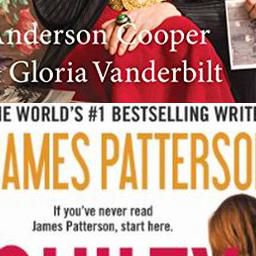 Anderson Cooper
Gloria Vanderbilt
THE WORLD'S #1 BESTSELLING WRITE
JAMES PATTERSO
If you've never read
James Patterson, start here.